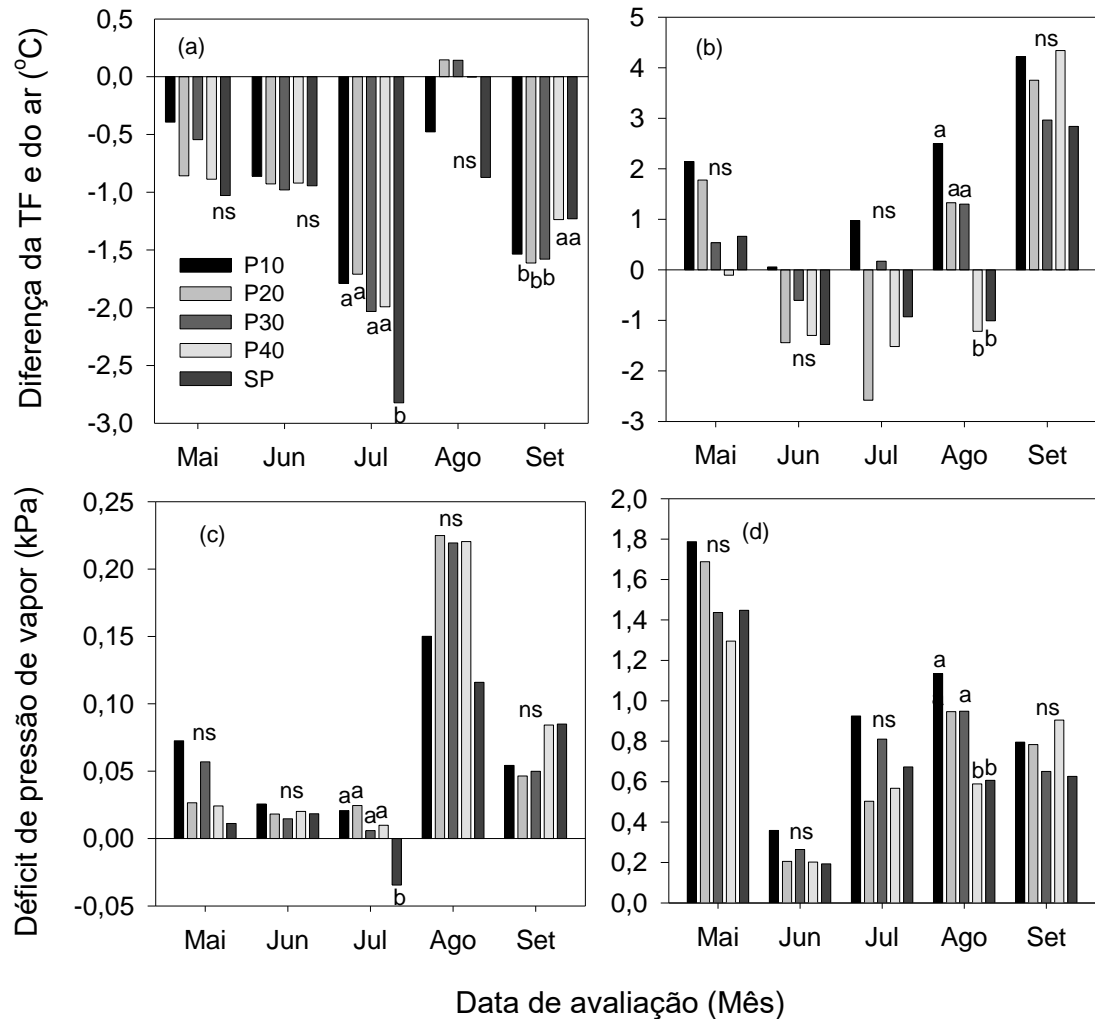 Diferença da TF e do ar (°C)
0,5
0,0
-0,5
-1,0
-1,5
-2,0
-2,5
-3,0
(a)
ns
ns
a a
a a
b
ns
b bb
aa
P10
P20
P30
P40
SP
Mai Jun Jul Ago Set
5
4
3
2
1
0
-1
-2
-3
(b)
ns
ns
ns
a
aa
b b
ns
Mai Jun Jul Ago Set
Déficit de pressão de vapor (kPa)
0,25
0,20
0,15
0,10
0,05
0,00
-0,05
(c)
ns
ns
aa
a a
b
ns
ns
Mai Jun Jul Ago Set
2,0
1,8
1,6
1,4
1,2
1,0
0,8
0,6
0,4
0,2
0,0
(d)
ns
ns
ns
a
a
bb
ns
Mai Jun Jul Ago Set
Data de avaliação (Mês)